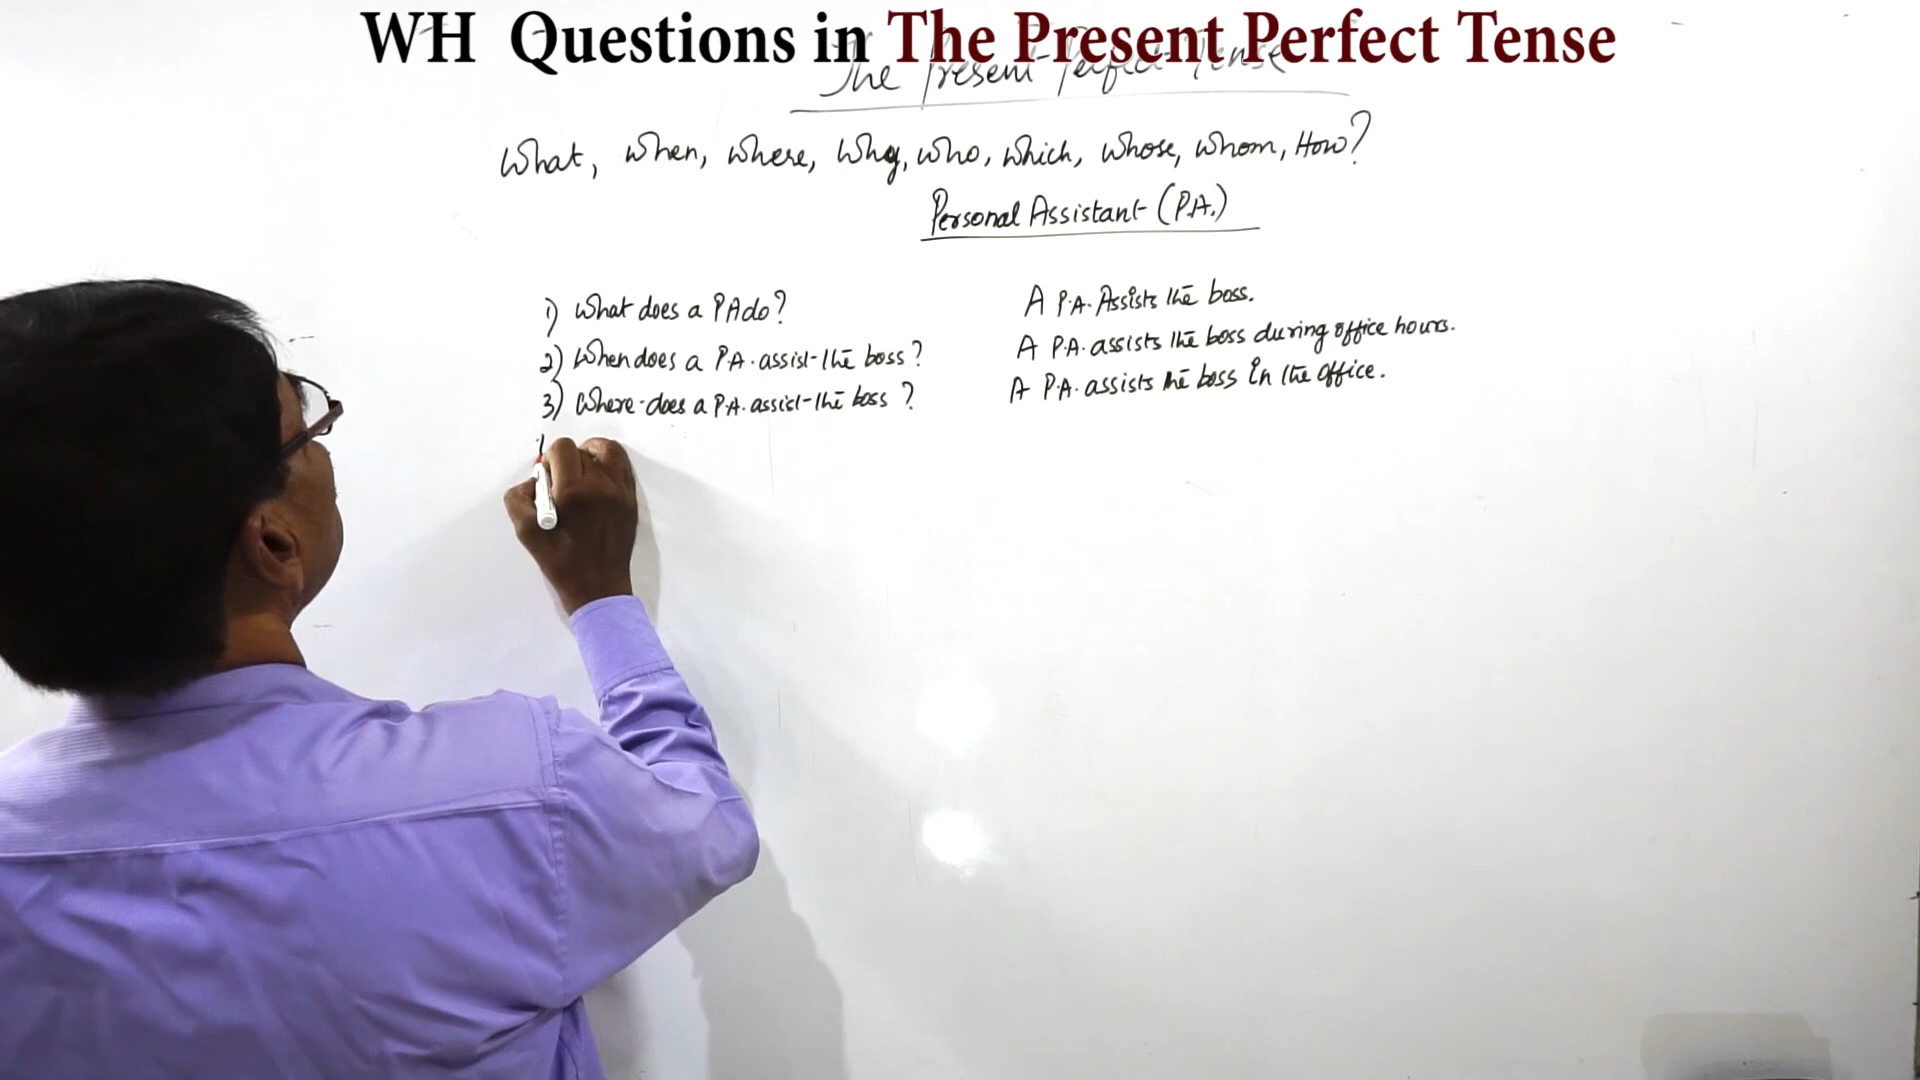 WH Questions in The Present Perfect Tense
The Present Perfect Tense
What, When, Where, Why, Who, Which, Whose, Whom, How?
Personal Assistant (P.A.)
1) What does a PA do? A P.A. Assists the boss.
2) When does a P.A. assist the boss? A P.A. assists the boss during office hours.
3) Where does a P.A. assist the boss? A P.A. assists the boss in the office.